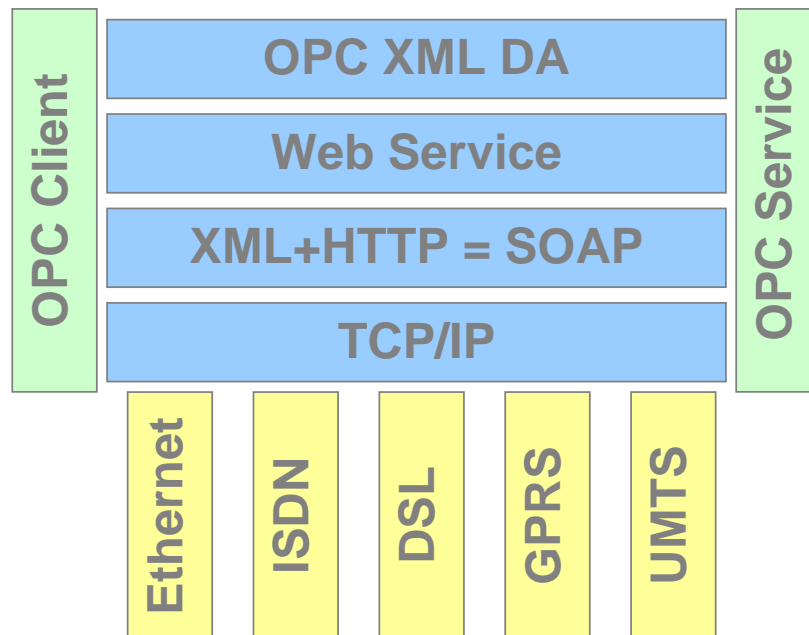 OPC Client
OPC XML DA
Web Service
XML+HTTP = SOAP
TCP/IP
OPC Service
Ethernet
ISDN
DSL
GPRS
UMTS